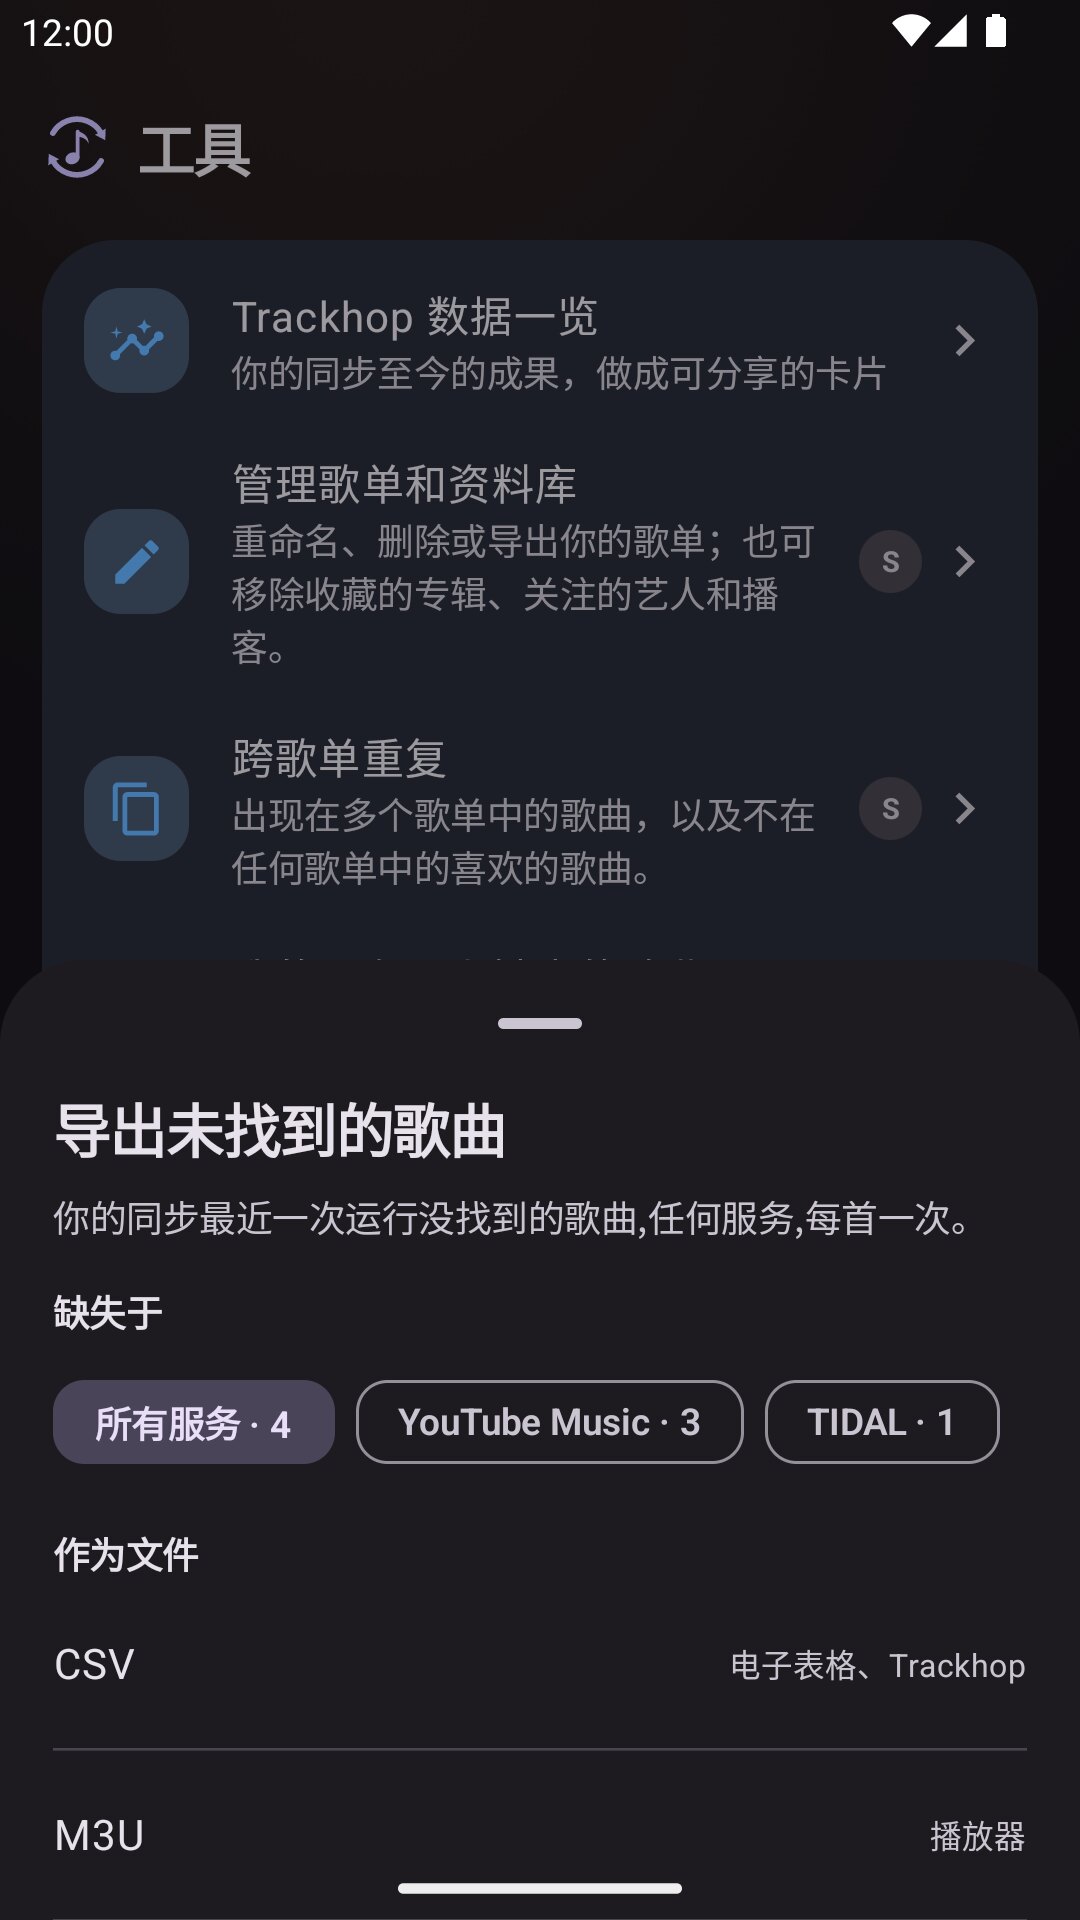 12:00
工具
Trackhop 数据一览
你的同步至今的成果，做成可分享的卡片
管理歌单和资料库
重命名、删除或导出你的歌单；也可
移除收藏的专辑、关注的艺人和播
客。
S
跨歌单重复
出现在多个歌单中的歌曲，以及不在
任何歌单中的喜欢的歌曲。
S
导出未找到的歌曲
你的同步最近一次运行没找到的歌曲,任何服务,每首一次。
缺失于
所有服务 · 4
YouTube Music · 3
TIDAL · 1
作为文件
CSV
电子表格、Trackhop
M3U
播放器